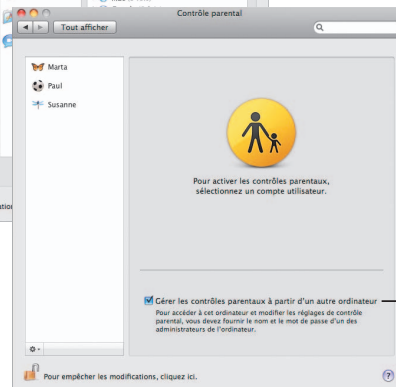 Contrôle parental
Tout afficher
Marta
Paul
Susanne
Pour activer les contrôles parentaux,
sélectionnez un compte utilisateur.
Gérer les contrôles parentaux à partir d'un autre ordinateur
Pour accéder à cet ordinateur et modifier les réglages de contrôle
parental, vous devez fournir le nom et le mot de passe d'un des
administrateurs de l'ordinateur.
Pour empêcher les modifications, cliquez ici.
?